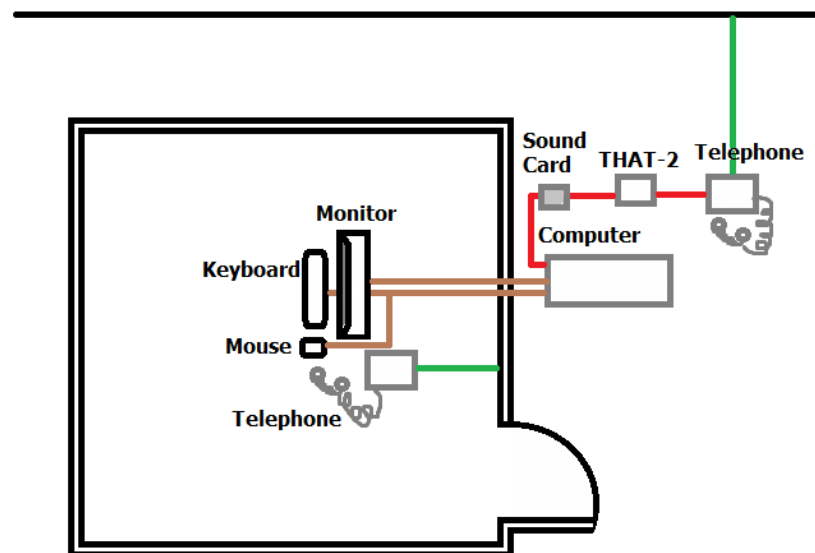 Sound
Card
THAT-2
Telephone
Monitor
Computer
Keyboard
Mouse
Telephone